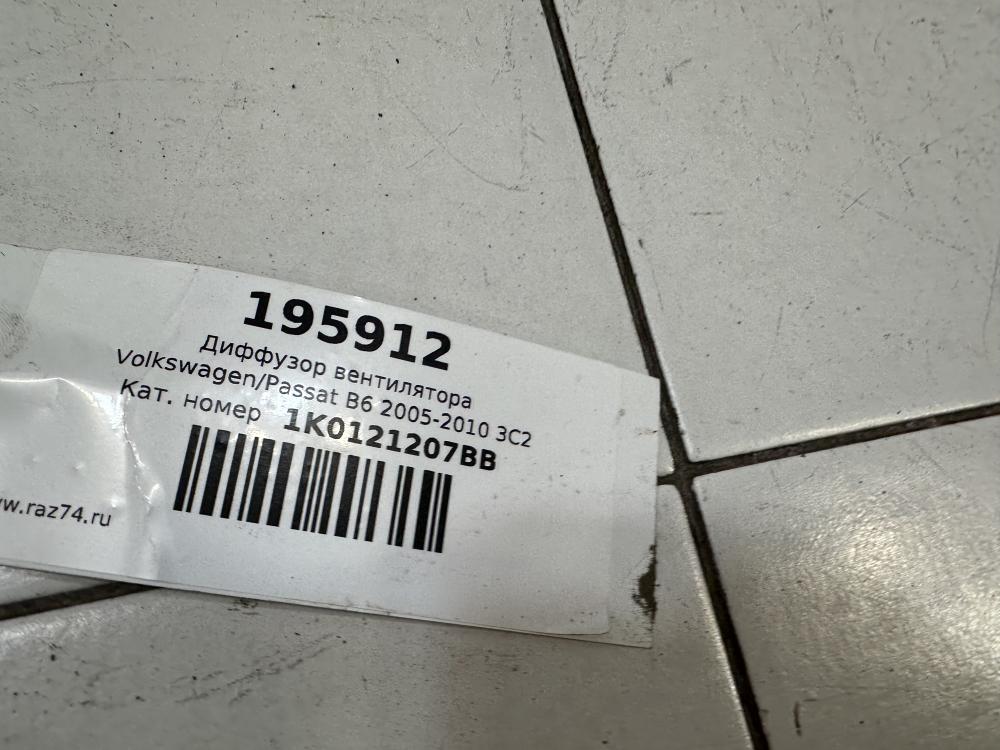 195912
Диффузор вентилятора
Volkswagen/Passat B6 2005-2010 3C2
Кат. номер 1K0121207BB
w.raz74.ru